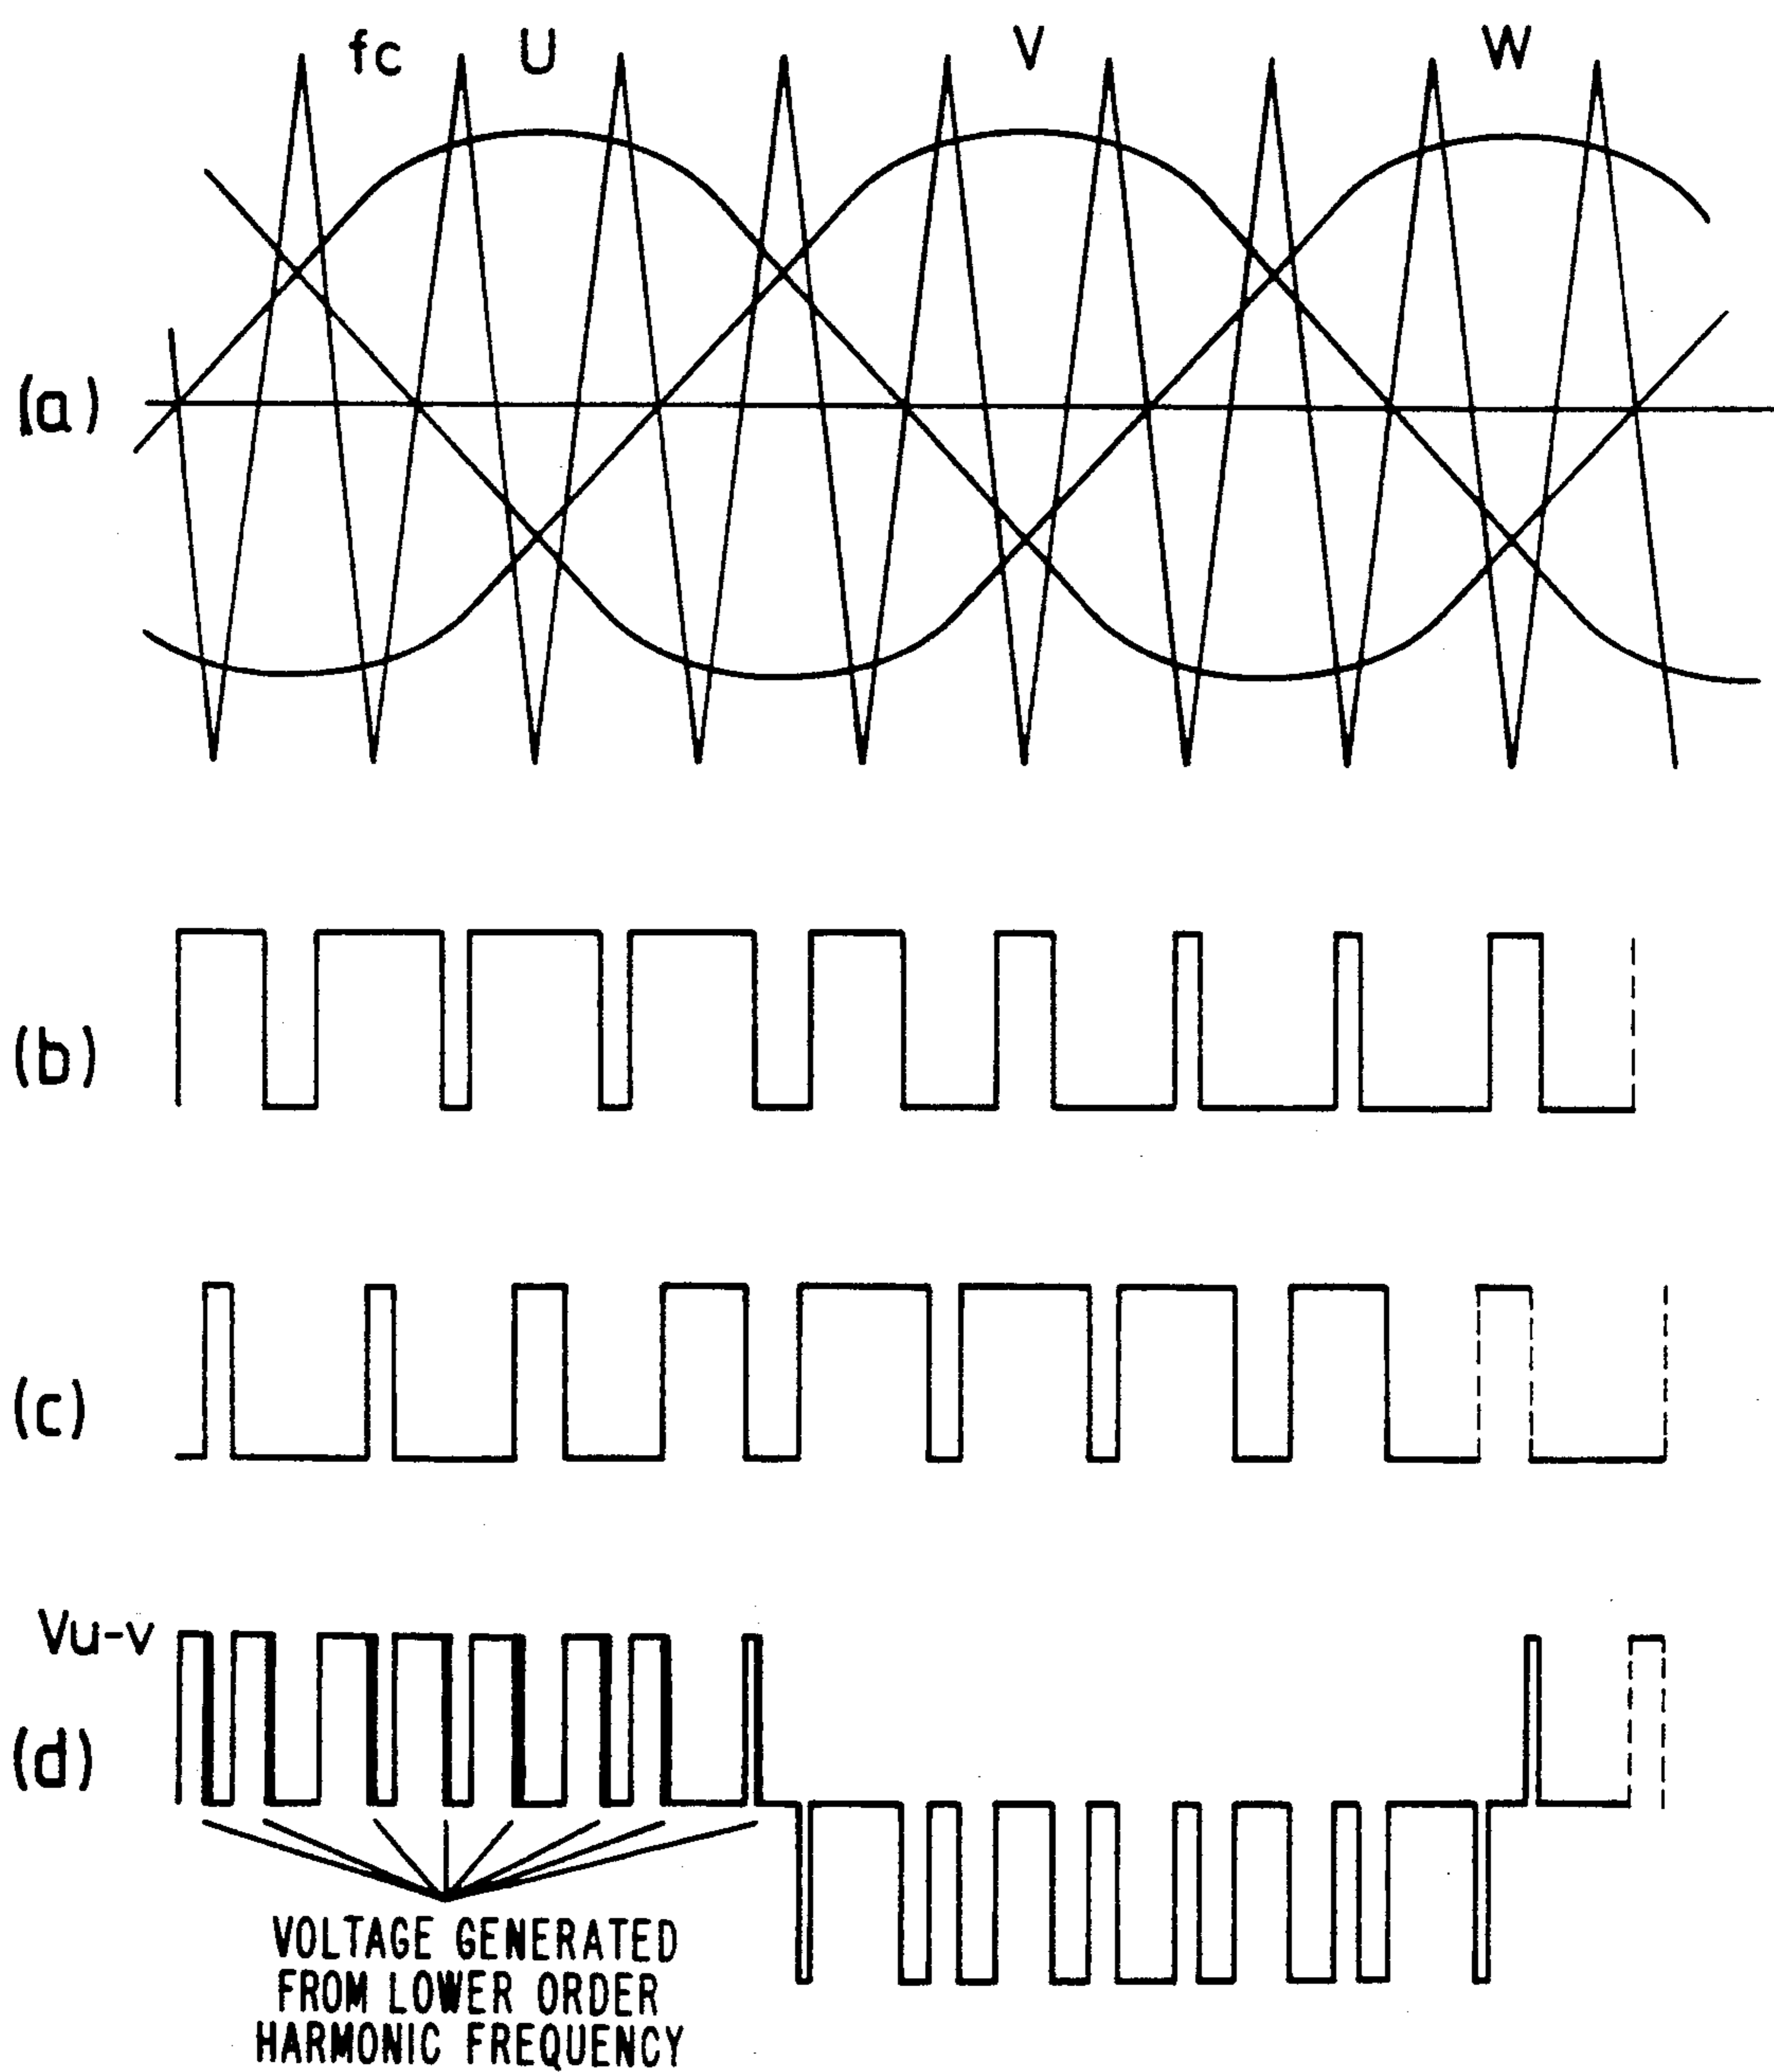 fc U V W
(a)
(b)
(c)
Vu-v
(d)
VOLTAGE GENERATED
FROM LOWER ORDER
HARMONIC FREQUENCY